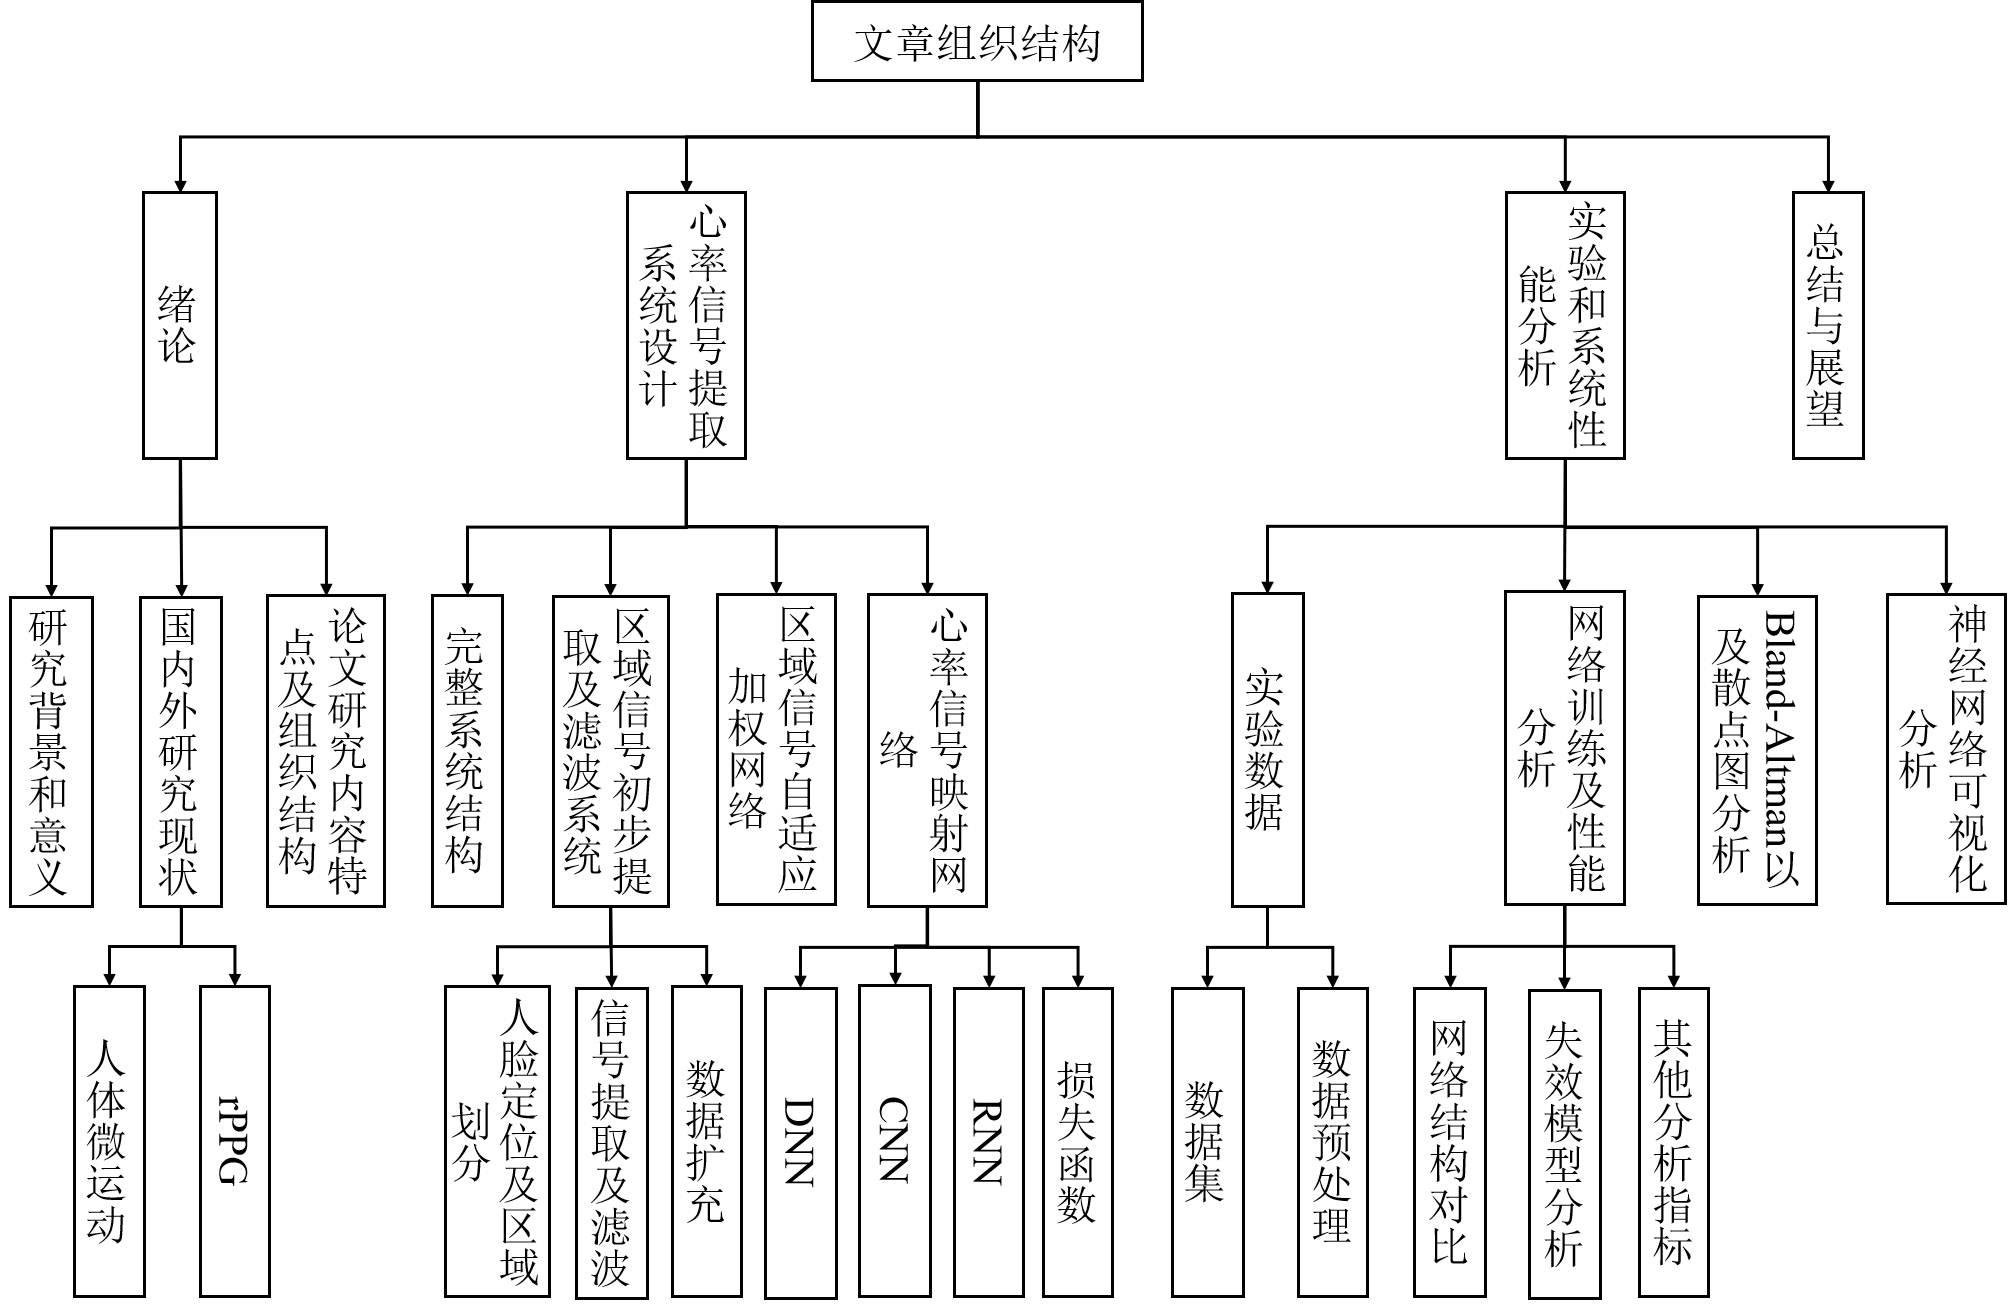 文章组织结构
绪论
心率信号提取
系统设计
实验和系统性
能分析
总结与展望
研究背景和意义
国内外研究现状
论文研究内容特
点及组织结构
完整系统结构
区域信号初步提
取及滤波系统
区域信号自适应
加权网络
心率信号映射网
络
实验数据
网络训练及性能
分析
Bland-Altman以
及散点图分析
神经网络可视化
分析
人体微运动
rPPG
人脸定位及区域
划分
信号提取及滤波
数据扩充
DNN
CNN
RNN
损失函数
数据集
数据预处理
网络结构对比
失效模型分析
其他分析指标